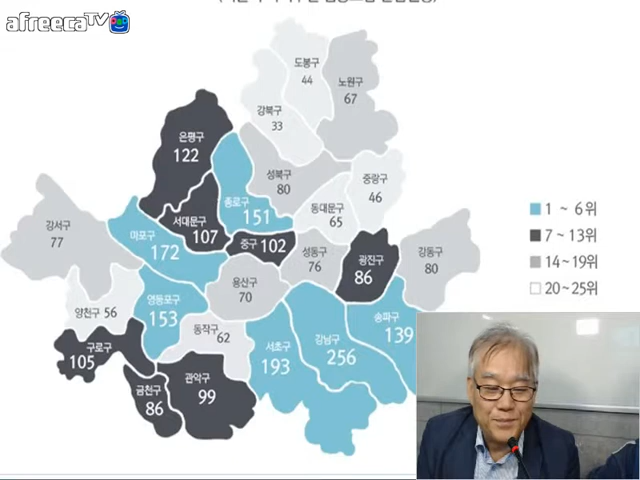 afreecaTV
도봉구
44
노원구
67
강북구
33
은평구
122
성북구
80
중랑구
46
종로구
151
동대문구
65
서대문구
107
강서구
77
마포구
172
중구 102
성동구
76
광진구
86
강동구
80
용산구
70
영등포구
153
양천구 56
동작구
62
송파구
139
구로구
105
서초구
193
강남구
256
금천구
86
관악구
99
1 ~ 6위
7 ~ 13위
14~19위
20~25위